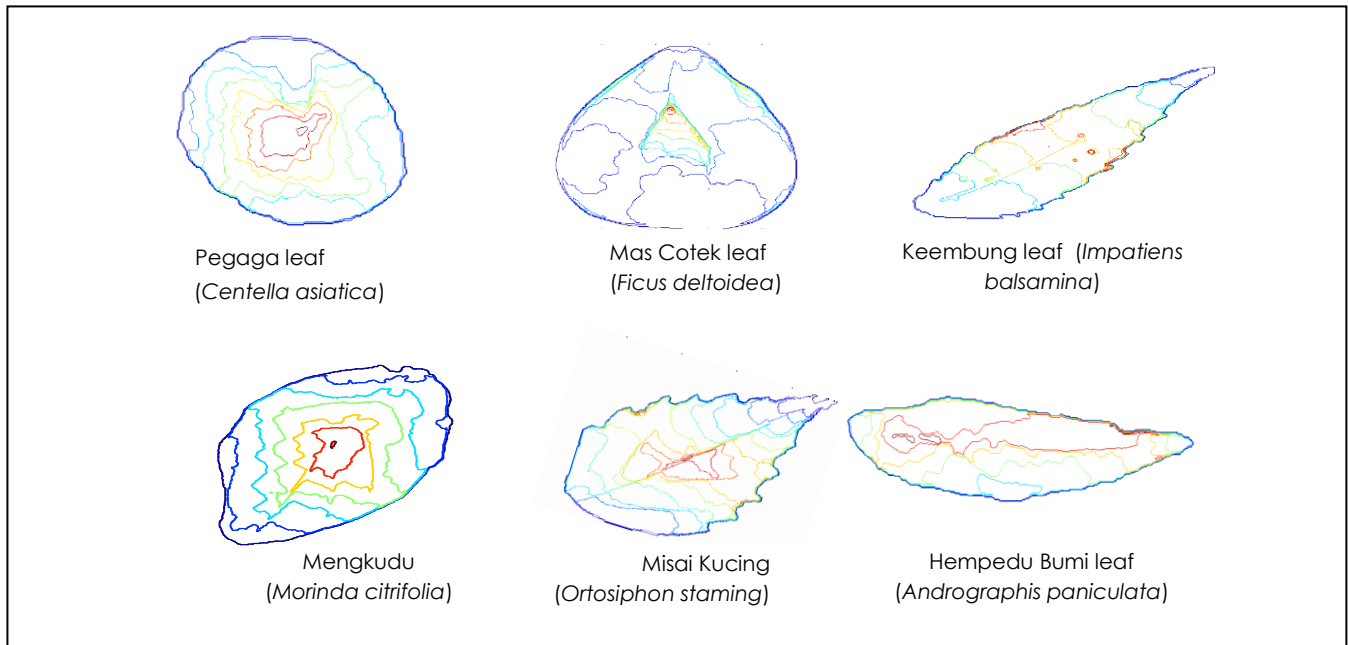 Pegaga leaf
(Centella asiatica)
Mas Cotek leaf
(Ficus deltoidea)
Keembung leaf (Impatiens
balsamina)
Mengkudu
(Morinda citrifolia)
Misai Kucing
(Ortosiphon staming)
Hempedu Bumi leaf
(Andrographis paniculata)